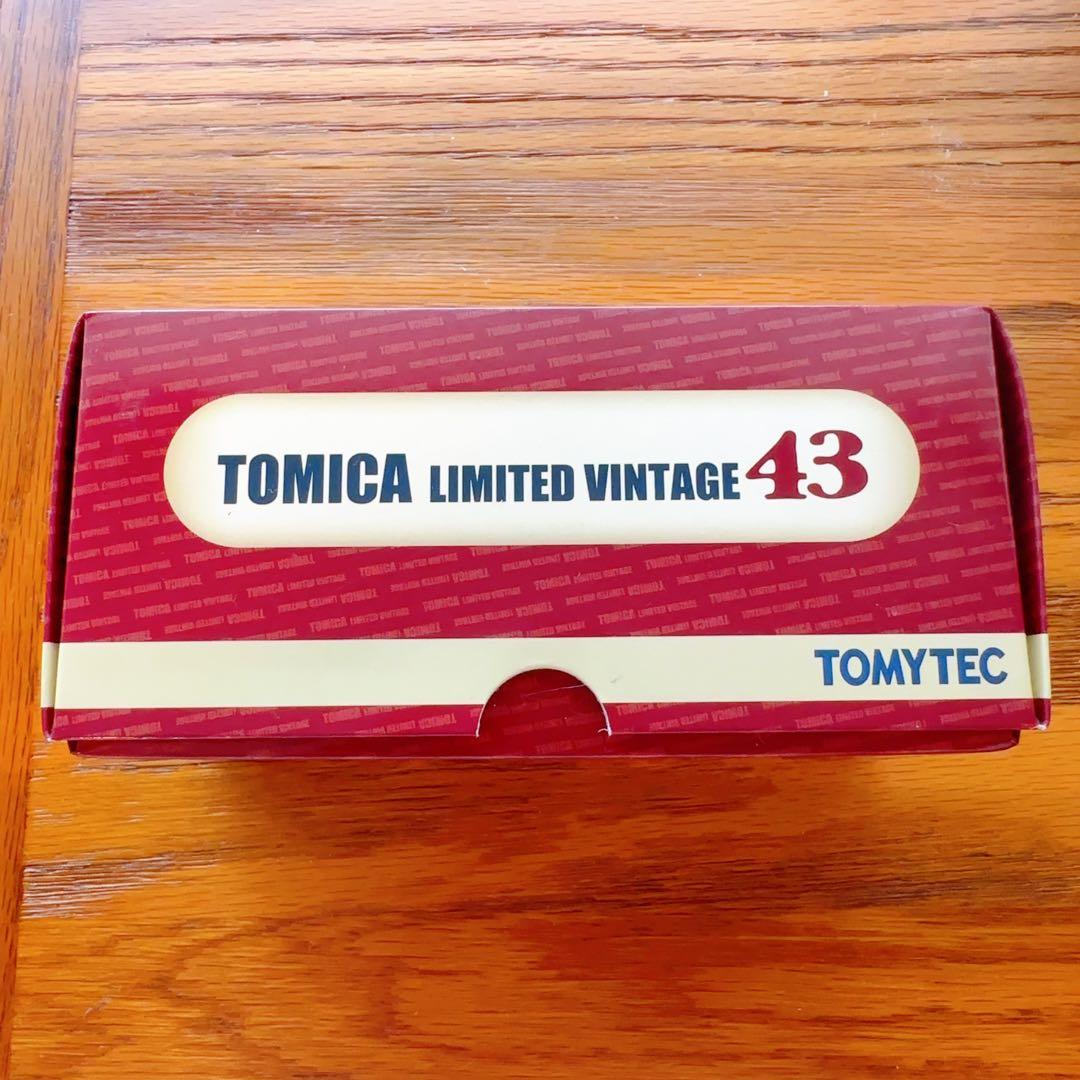 TOMICA LIMITED VINTAGE 43
TOMYTEC